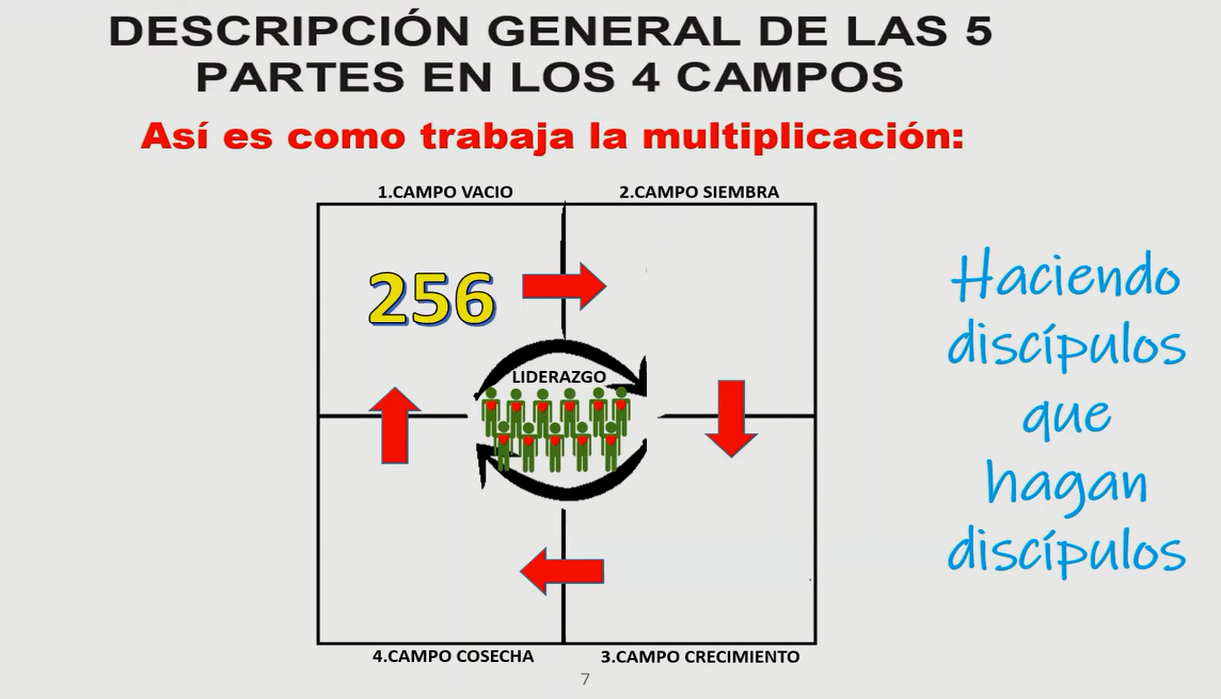 DESCRIPCIÓN GENERAL DE LAS 5
PARTES EN LOS 4 CAMPOS
Así es como trabaja la multiplicación:
1.CAMPO VACIO
2.CAMPO SIEMBRA
256
LIDERAZGO
Haciendo
discípulos
que
hagan
discípulos
4.CAMPO COSECHA
3.CAMPO CRECIMIENTO
7